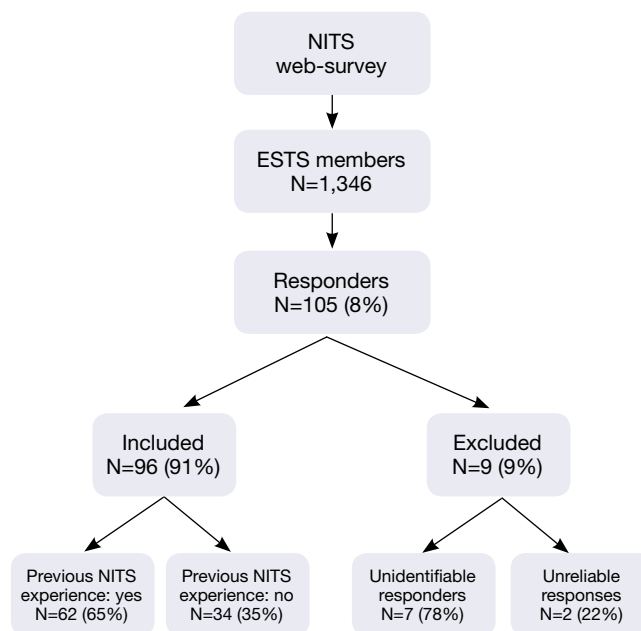 NITS
web-survey
ESTS members
N=1,346
Responders
N=105 (8%)
Included
N=96 (91%)
Excluded
N=9 (9%)
Previous NITS
experience: yes
N=62 (65%)
Previous NITS
experience: no
N=34 (35%)
Unidentifiable
responders
N=7 (78%)
Unreliable
responses
N=2 (22%)